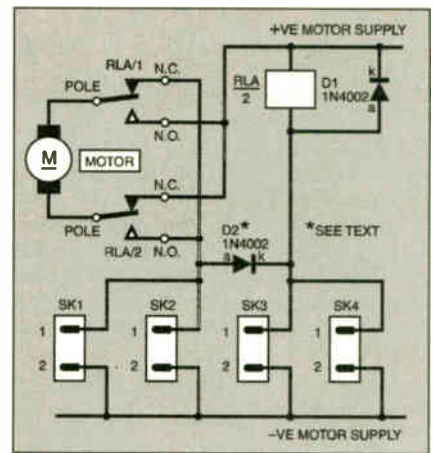 +VE MOTOR SUPPLY
RLA/1
N.C.
POLE
N.O.
RLA
2
k
D1
1N4002
a
M
MOTOR
N.C.
POLE
RLA/2
N.O.
D2*
1N4002
a
k
*SEE TEXT
SK1
SK2
SK3
SK4
1
1
1
1
2
2
2
2
–VE MOTOR SUPPLY